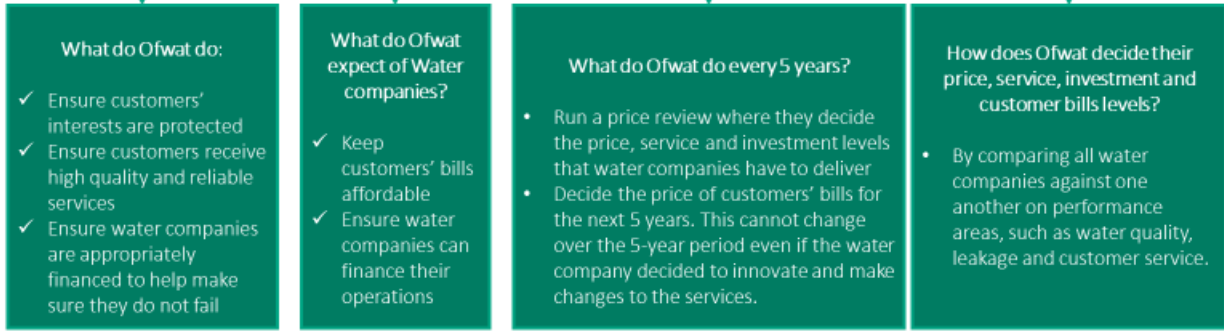 What do Ofwat do:
✓ Ensure customers'
interests are protected
✓ Ensure customers receive
high quality and reliable
services
✓ Ensure water companies
are appropriately
financed to help make
sure they do not fail
What do Ofwat
expect of Water
companies?
✓ Keep
customers' bills
affordable
✓ Ensure water
companies can
finance their
operations
What do Ofwat do every 5 years?
• Run a price review where they decide
the price, service and investment levels
that water companies have to deliver
• Decide the price of customers' bills for
the next 5 years. This cannot change
over the 5-year period even if the water
company decided to innovate and make
changes to the services.
How does Ofwat decide their
price, service, investment and
customer bills levels?
• By comparing all water
companies against one
another on performance
areas, such as water quality,
leakage and customer service.